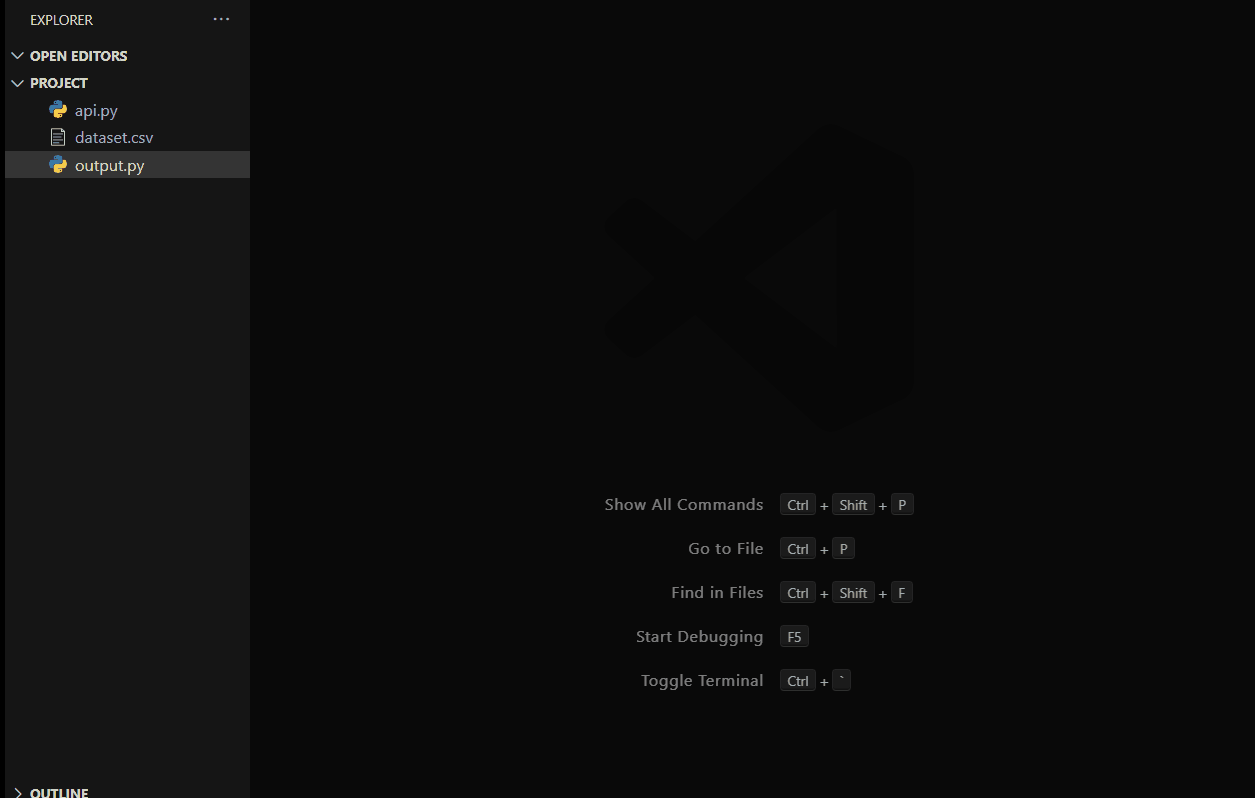 EXPLORER ...
OPEN EDITORS
PROJECT
api.py
dataset.csv
output.py
Show All Commands Ctrl + Shift + P
Go to File Ctrl + P
Find in Files Ctrl + Shift + F
Start Debugging F5
Toggle Terminal Ctrl + `
OUTLINE